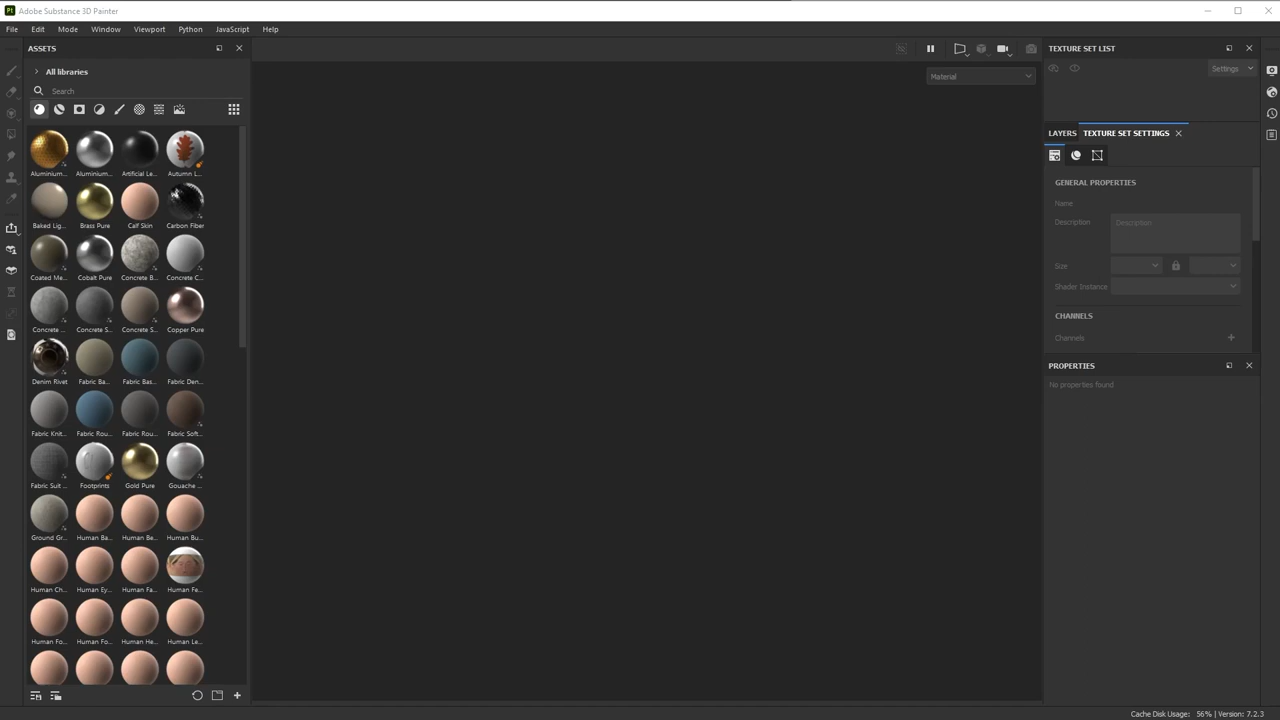 Pt Adobe Substance 3D Painter
File Edit Mode Window Viewport Python JavaScript Help
ASSETS
All libraries
Search
Aluminium... Aluminium... Artificial Le... Autumn L...
Baked Lig... Brass Pure Calf Skin Carbon Fiber
Coated Me... Cobalt Pure Concrete B... Concrete C...
Concrete ... Concrete S... Concrete S... Copper Pure
Denim Rivet Fabric Ba... Fabric Bas... Fabric Den...
Fabric Knit... Fabric Rou... Fabric Rou... Fabric Soft...
Fabric Suit ... Footprints Gold Pure Gouache ...
Ground Gr... Human Ba... Human Be... Human Bu...
Human Ch... Human Ey... Human Fa... Human Fe...
Human Fo... Human Fo... Human He... Human Le...
Material
TEXTURE SET LIST
Settings
LAYERS TEXTURE SET SETTINGS
GENERAL PROPERTIES
Name
Description Description
Size
Shader Instance
CHANNELS
Channels
PROPERTIES
No properties found
Cache Disk Usage: 56% | Version: 7.2.3